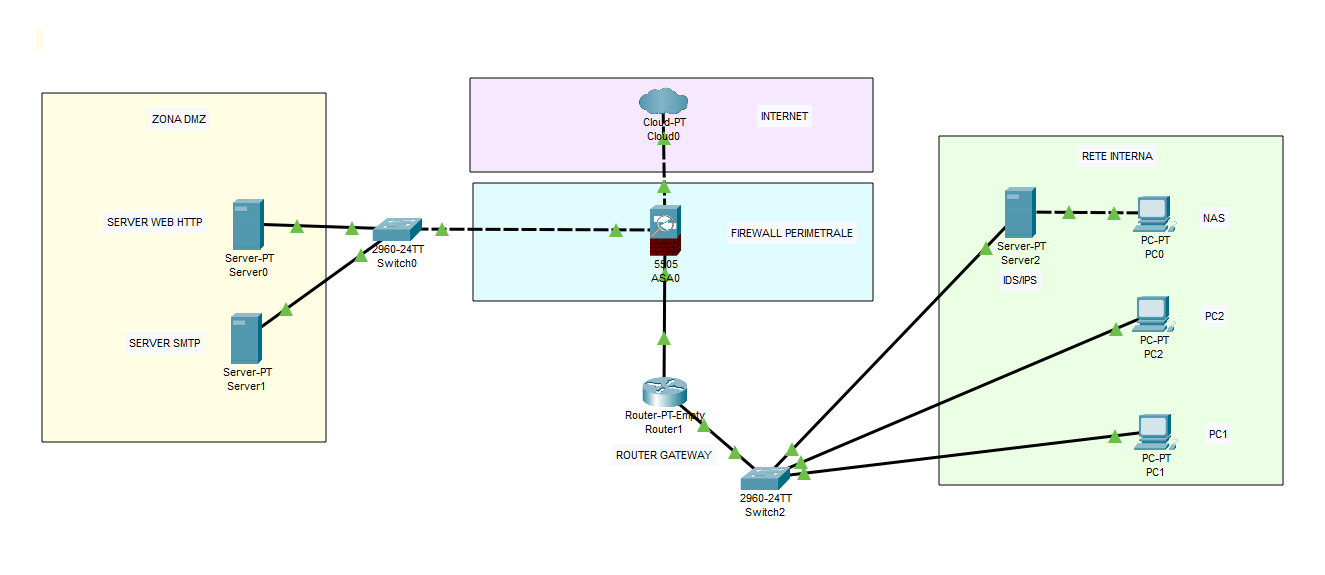 ZONA DMZ
SERVER WEB HTTP
Server-PT
Server0
SERVER SMTP
Server-PT
Server1
2960-24TT
Switch0
Cloud-PT
Cloud0
INTERNET
FIREWALL PERIMETRALE
5505
ASA0
Router-PT-Empty
Router1
ROUTER GATEWAY
2960-24TT
Switch2
RETE INTERNA
Server-PT
Server2
IDS/IPS
PC-PT
PC0
NAS
PC-PT
PC2
PC2
PC-PT
PC1
PC1